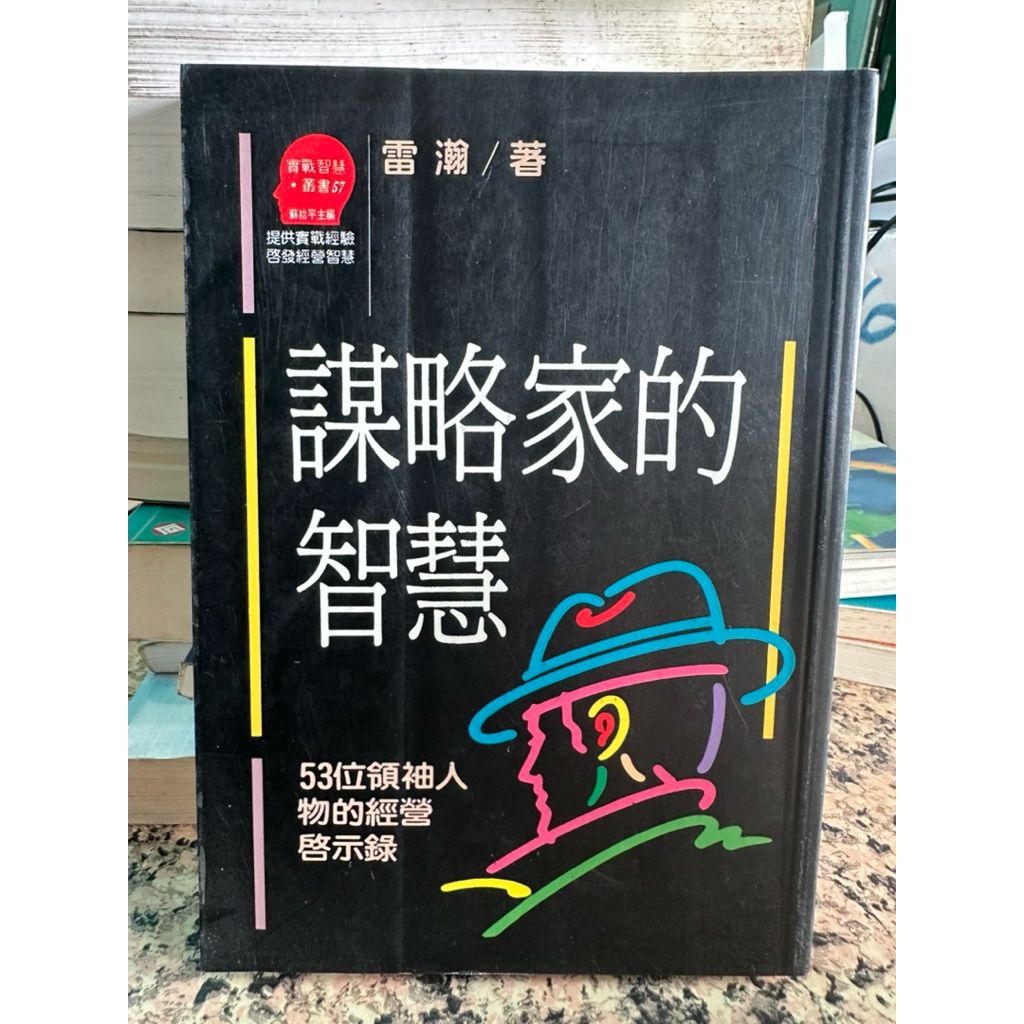 實戰智慧
•叢書57
蘇拾平主編
提供實戰經驗
啓發經營智慧
雷瀚/著
謀略家的
智慧
53位領袖人
物的經營
啓示錄